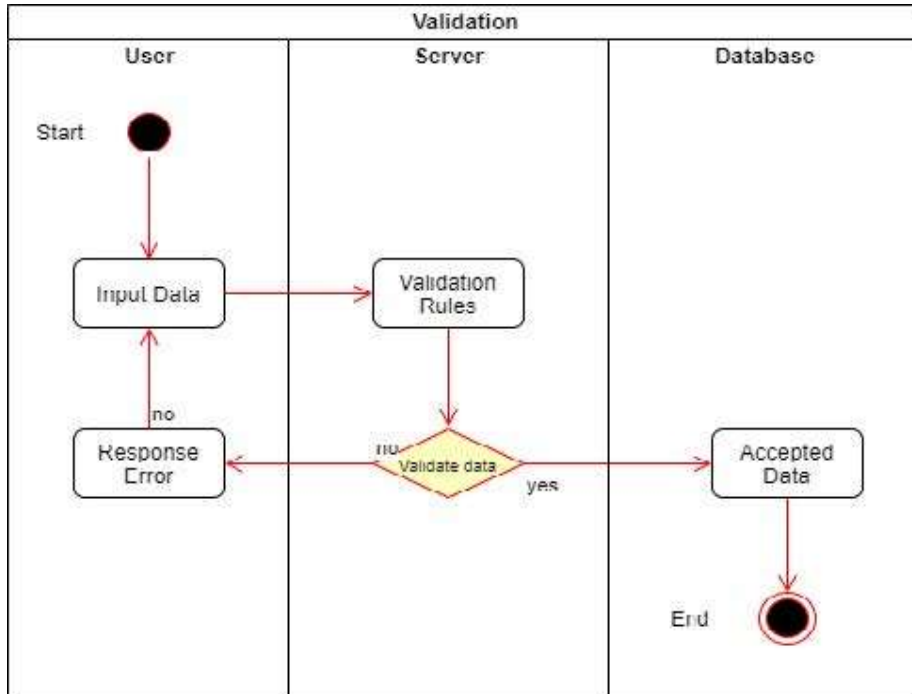 Validation
User
Server
Database
Start
Input Data
Validation
Rules
no
Response
Error
no
Validate data
yes
Accepted
Data
End